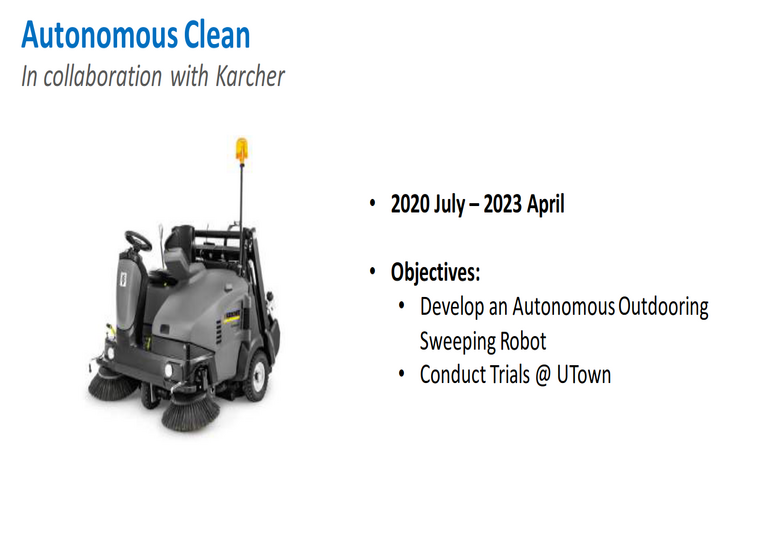 Autonomous Clean
In collaboration with Karcher
• 2020 July – 2023 April
• Objectives:
• Develop an Autonomous Outdooring
Sweeping Robot
• Conduct Trials @ UTown